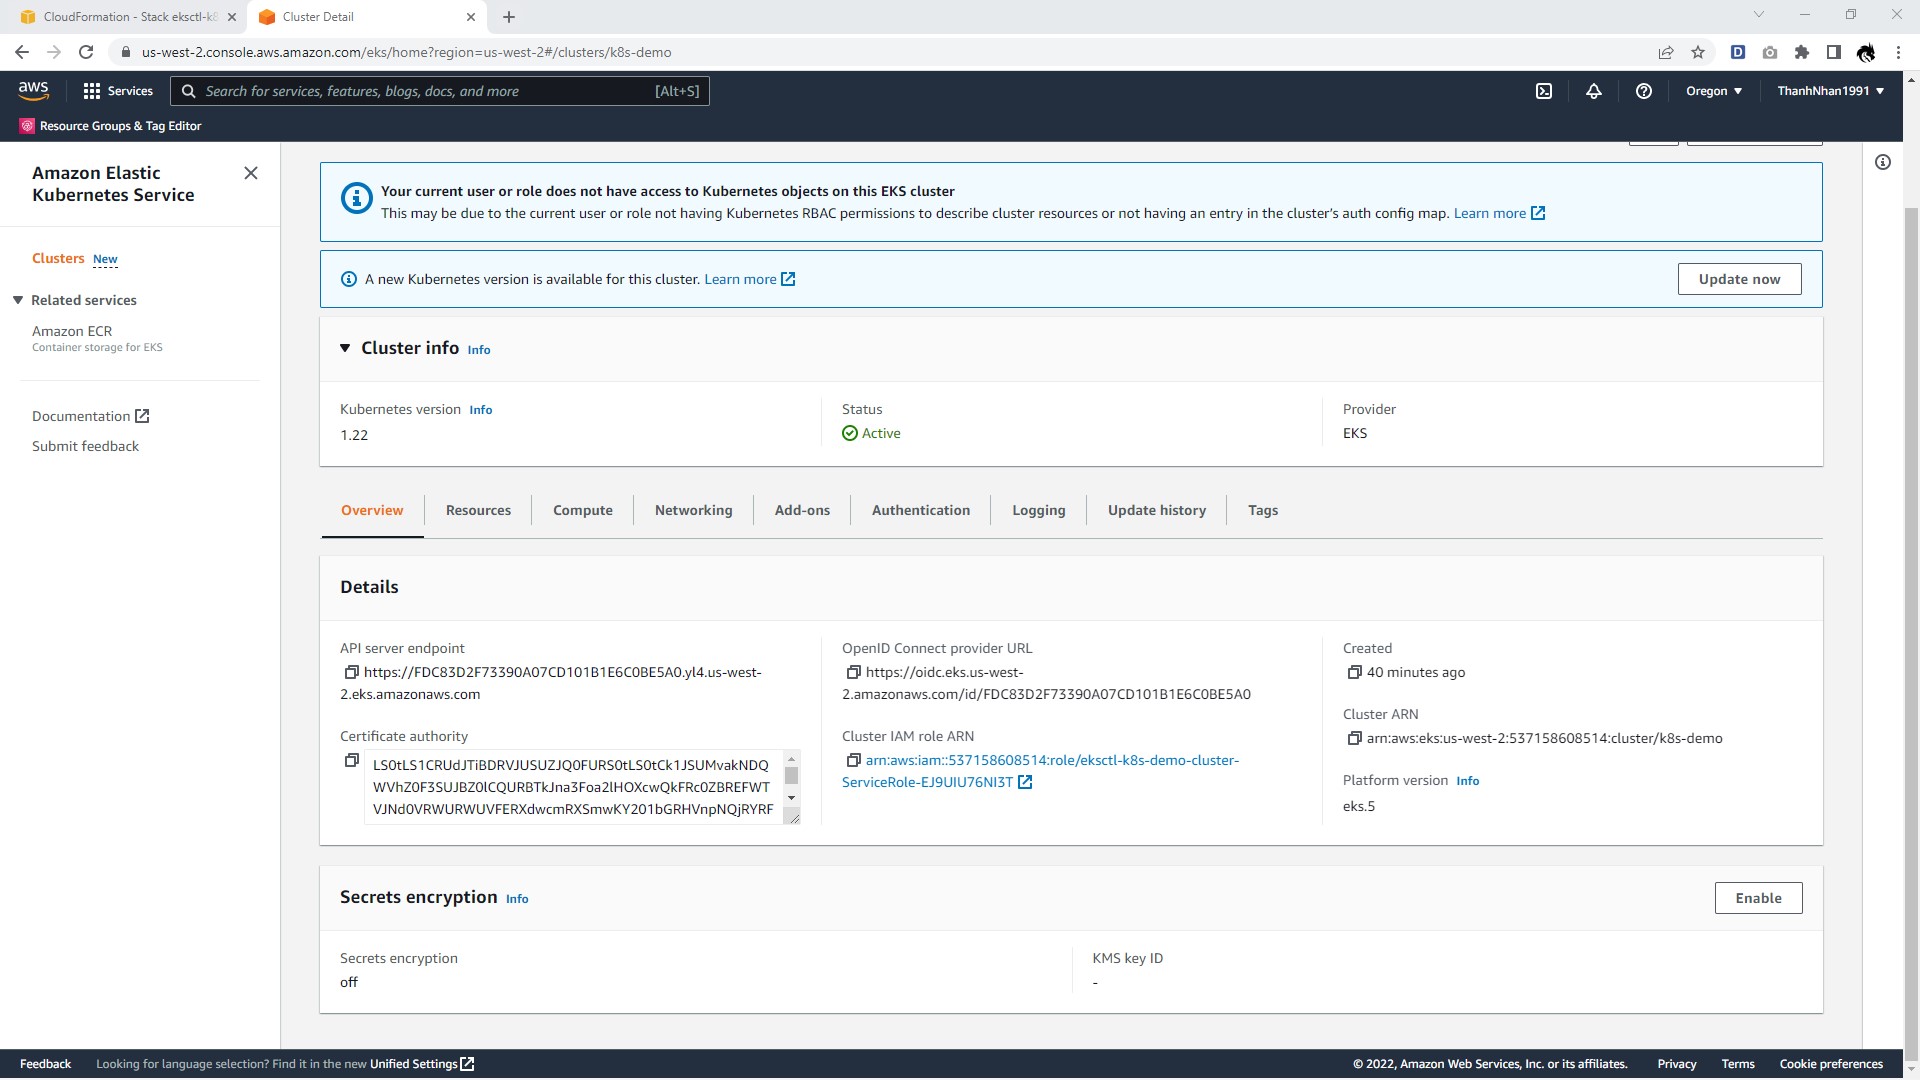 CloudFormation - Stack eksctl-k8
Cluster Detail
us-west-2.console.aws.amazon.com/eks/home?region=us-west-2#/clusters/k8s-demo
aws
Services
Search for services, features, blogs, docs, and more
[Alt+S]
Oregon
ThanhNhan1991
Resource Groups & Tag Editor
Amazon Elastic
Kubernetes Service
Clusters New
Related services
Amazon ECR
Container storage for EKS
Documentation
Submit feedback
Your current user or role does not have access to Kubernetes objects on this EKS cluster
This may be due to the current user or role not having Kubernetes RBAC permissions to describe cluster resources or not having an entry in the cluster's auth config map. Learn more
A new Kubernetes version is available for this cluster. Learn more
Update now
Cluster info Info
Kubernetes version Info
1.22
Status
Active
Provider
EKS
Overview
Resources
Compute
Networking
Add-ons
Authentication
Logging
Update history
Tags
Details
API server endpoint
https://FDC83D2F73390A07CD101B1E6C0BE5A0.yl4.us-west-
2.eks.amazonaws.com
Certificate authority
LS0tLS1CRUdJTiBDRVJUSUZJQ0FURS0tLS0tCk1JSUMvakNDQ
WVhZ0F3SUJBZ0lCQURBTkJna3Foa2lHOXcwQkFRc0ZBREFWT
VJNd0VRWURWUVFERXdwcmRXSmwKY201bGRHVnpNQjRYRF
OpenID Connect provider URL
https://oidc.eks.us-west-
2.amazonaws.com/id/FDC83D2F73390A07CD101B1E6C0BE5A0
Cluster IAM role ARN
arn:aws:iam::537158608514:role/eksctl-k8s-demo-cluster-
ServiceRole-EJ9UIU76NI3T
Created
40 minutes ago
Cluster ARN
arn:aws:eks:us-west-2:537158608514:cluster/k8s-demo
Platform version Info
eks.5
Secrets encryption Info
Enable
Secrets encryption
off
KMS key ID
-
Feedback
Looking for language selection? Find it in the new Unified Settings
© 2022, Amazon Web Services, Inc. or its affiliates.
Privacy
Terms
Cookie preferences